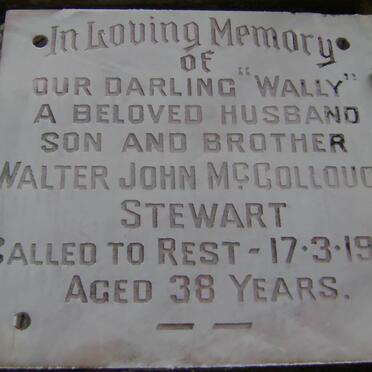 In Loving Memory
of
OUR DARLING "WALLY"
A BELOVED HUSBAND
SON AND BROTHER
WALTER JOHN
STEWART
CALLED TO REST - 17·3·19
AGED 38 YEARS.